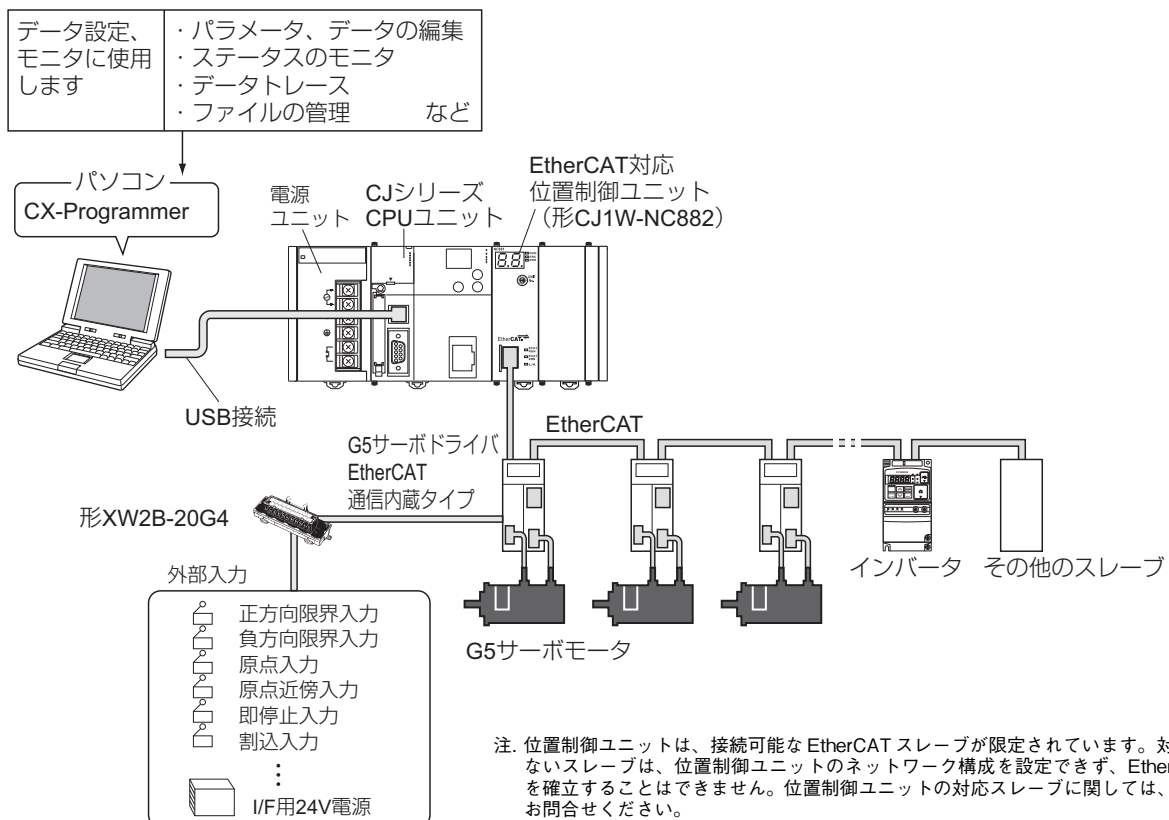 データ設定、
モニタに使用
します
・パラメータ、データの編集
・ステータスのモニタ
・データトレース
・ファイルの管理 など
パソコン
CX-Programmer
電源
ユニット
CJシリーズ
CPUユニット
EtherCAT対応
位置制御ユニット
（形CJ1W-NC882）
EtherCAT
USB接続
G5サーボドライバ
EtherCAT
通信内蔵タイプ
EtherCAT
形XW2B-20G4
インバータ
その他のスレーブ
G5サーボモータ
外部入力
正方向限界入力
負方向限界入力
原点入力
原点近傍入力
即停止入力
割込入力
I/F用24V電源
注. 位置制御ユニットは、接続可能な EtherCAT スレーブが限定されています。対
ないスレーブは、位置制御ユニットのネットワーク構成を設定できず、Ether
を確立することはできません。位置制御ユニットの対応スレーブに関しては、
お問合せください。